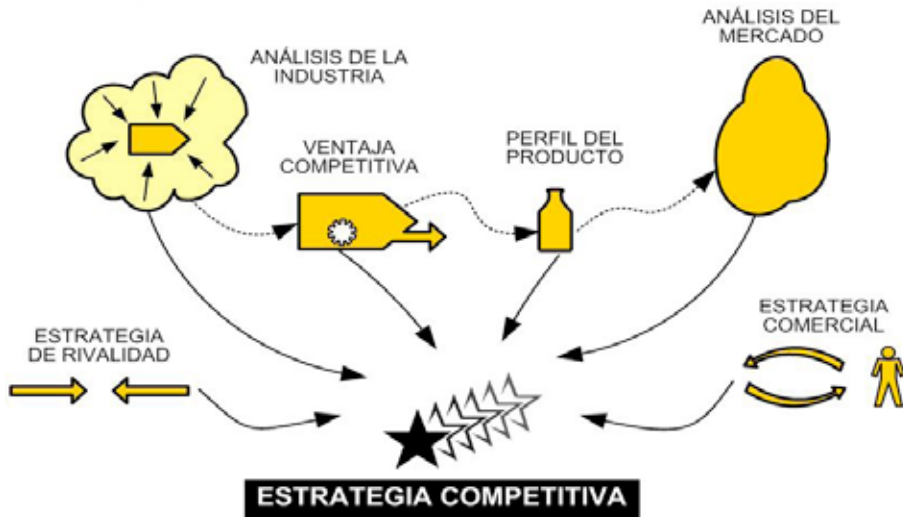 ANÁLISIS DEL
MERCADO
ANÁLISIS DE LA
INDUSTRIA
VENTAJA
COMPETITIVA
PERFIL DEL
PRODUCTO
ESTRATEGIA
DE RIVALIDAD
ESTRATEGIA
COMERCIAL
ESTRATEGIA COMPETITIVA